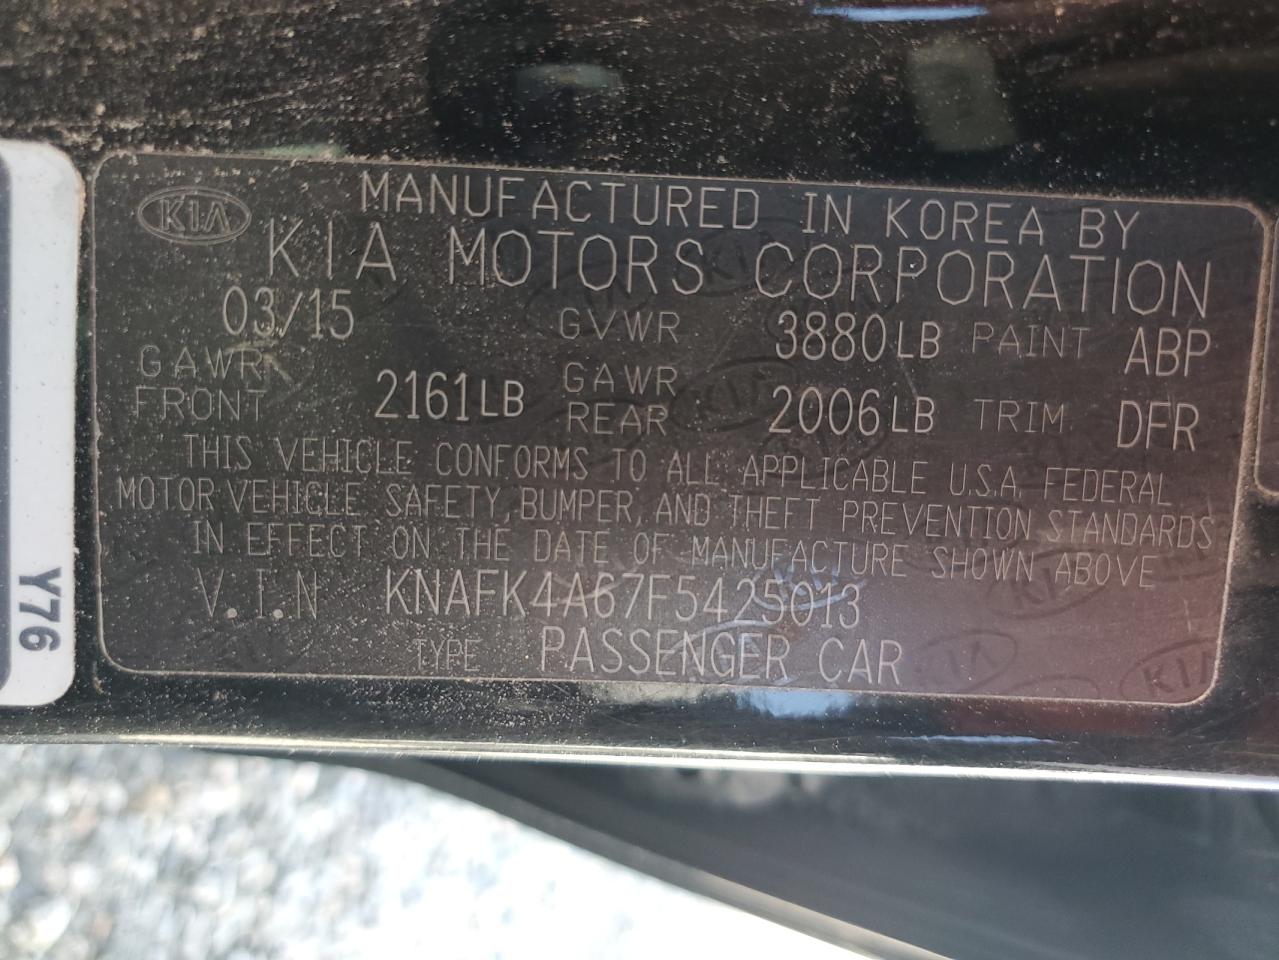 KIA
MANUFACTURED IN KOREA BY
KIA MOTORS CORPORATION
03/15 GVWR 3880LB PAINT ABP
GAWR FRONT 2161LB GAWR REAR 2006LB TRIM DFR
THIS VEHICLE CONFORMS TO ALL APPLICABLE U.S.A. FEDERAL
MOTOR VEHICLE SAFETY, BUMPER, AND THEFT PREVENTION STANDARDS
IN EFFECT ON THE DATE OF MANUFACTURE SHOWN ABOVE
V.I.N KNAFK4A67F5425013
TYPE PASSENGER CAR
Y76